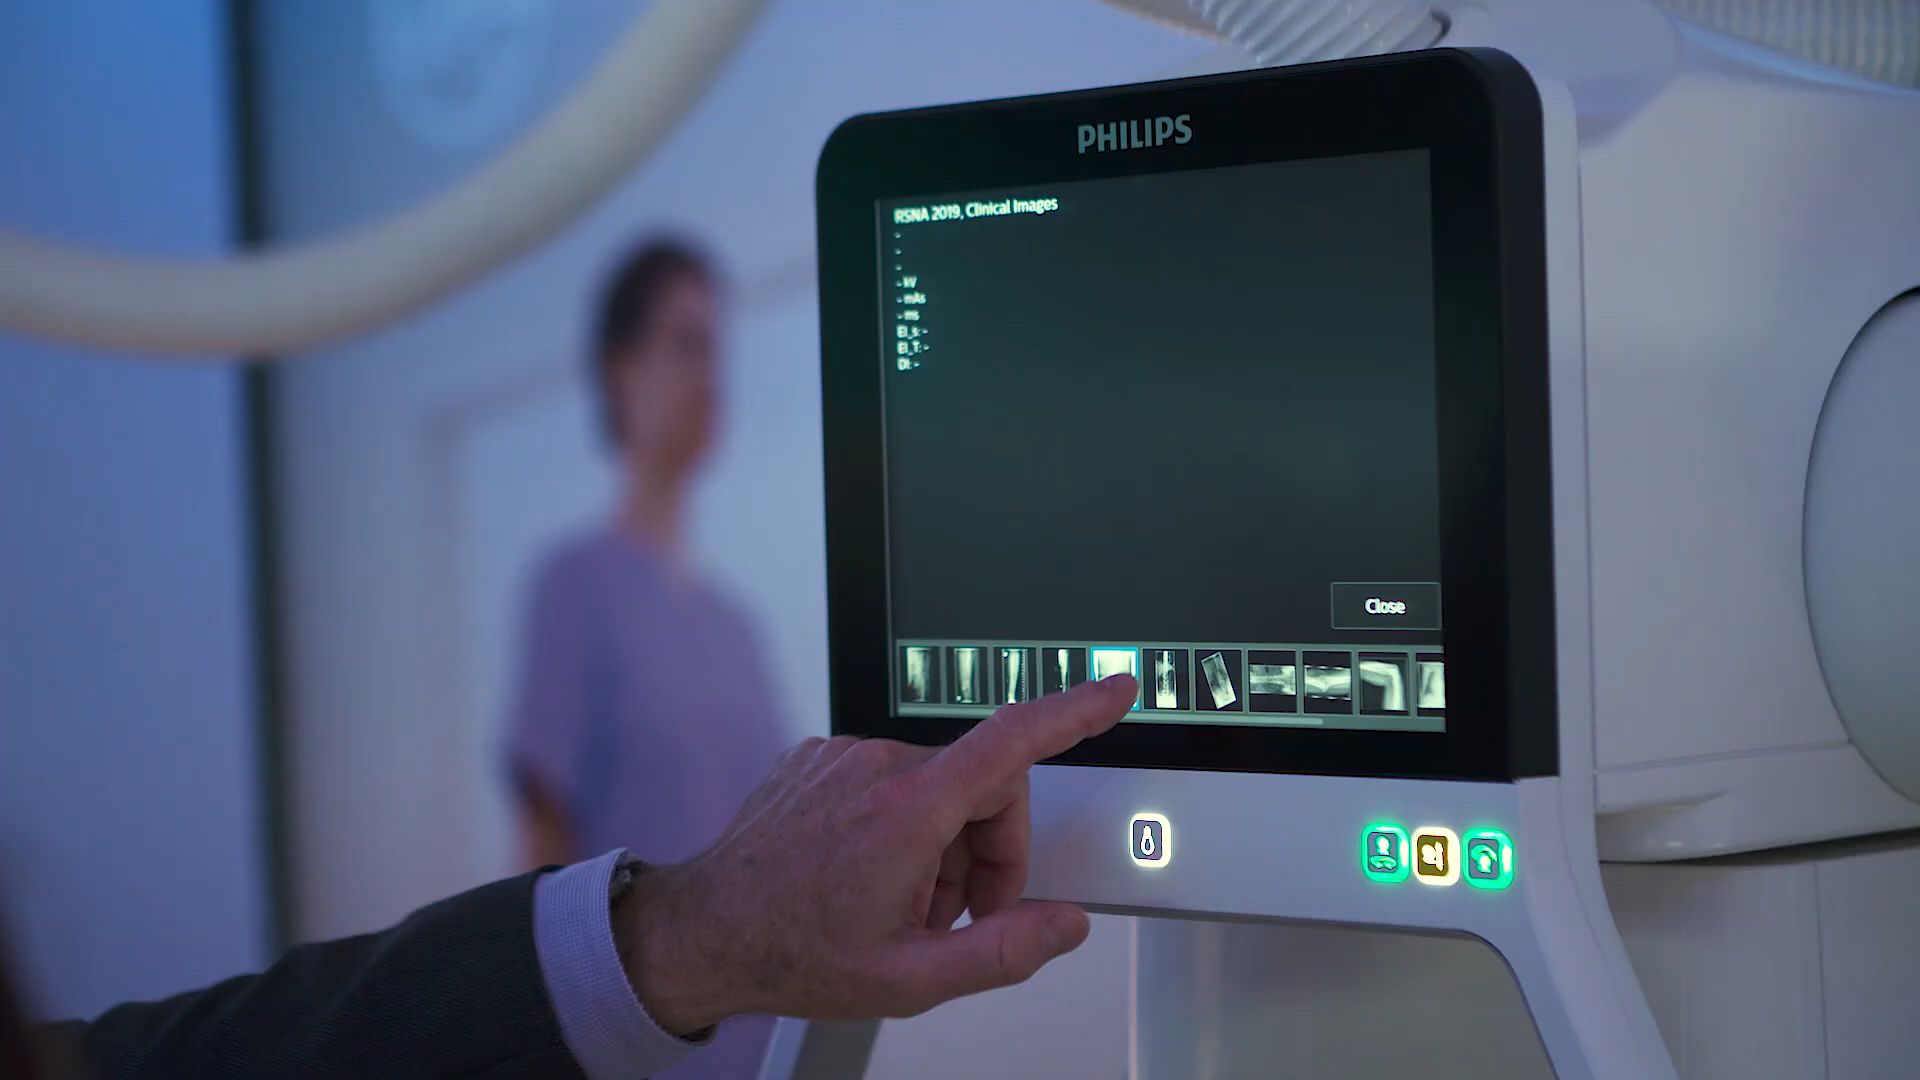 PHILIPS
RSNA 2019, Clinical Images
-
-
-
- kV
- mAs
- ms
EI_s: -
EI_T: -
DI: -
Close